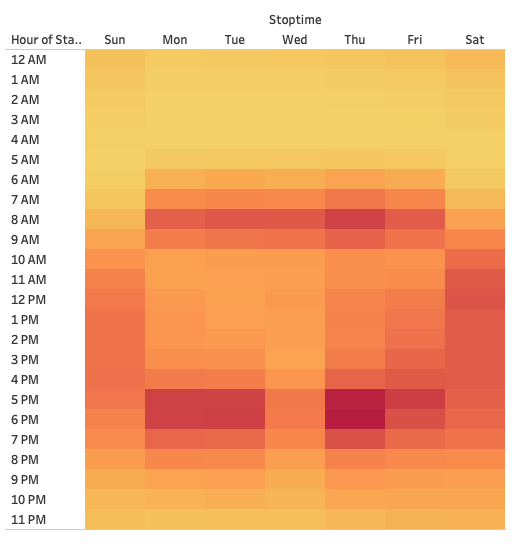 Stoptime
Hour of Sta.. Sun Mon Tue Wed Thu Fri Sat
12 AM
1 AM
2 AM
3 AM
4 AM
5 AM
6 AM
7 AM
8 AM
9 AM
10 AM
11 AM
12 PM
1 PM
2 PM
3 PM
4 PM
5 PM
6 PM
7 PM
8 PM
9 PM
10 PM
11 PM